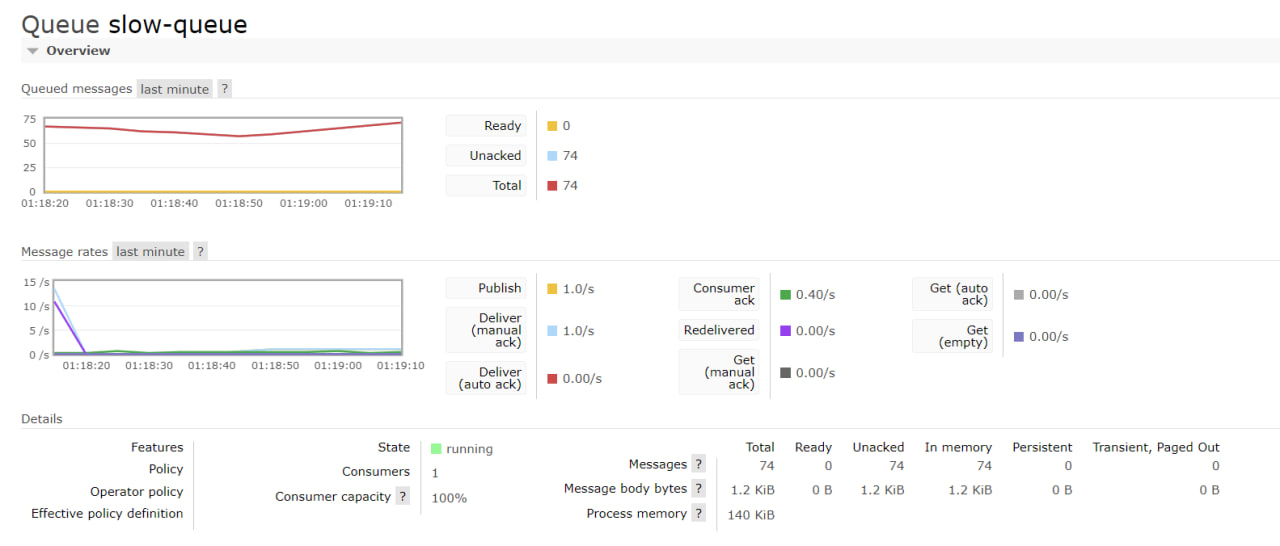 Queue slow-queue
Overview
Queued messages last minute ?
75
50
25
0
01:18:20 01:18:30 01:18:40 01:18:50 01:19:00 01:19:10
Ready 0
Unacked 74
Total 74
Message rates last minute ?
15 /s
10 /s
5 /s
0 /s
01:18:20 01:18:30 01:18:40 01:18:50 01:19:00 01:19:10
Publish 1.0/s
Deliver
(manual
ack) 1.0/s
Deliver
(auto ack) 0.00/s
Consumer
ack 0.40/s
Redelivered 0.00/s
Get
(manual
ack) 0.00/s
Get (auto
ack) 0.00/s
Get
(empty) 0.00/s
Details
Features
Policy
Operator policy
Effective policy definition
State running
Consumers 1
Consumer capacity ? 100%
Total Ready Unacked In memory Persistent Transient, Paged Out
Messages ? 74 0 74 74 0 0
Message body bytes ? 1.2 KiB 0 B 1.2 KiB 1.2 KiB 0 B 0 B
Process memory ? 140 KiB